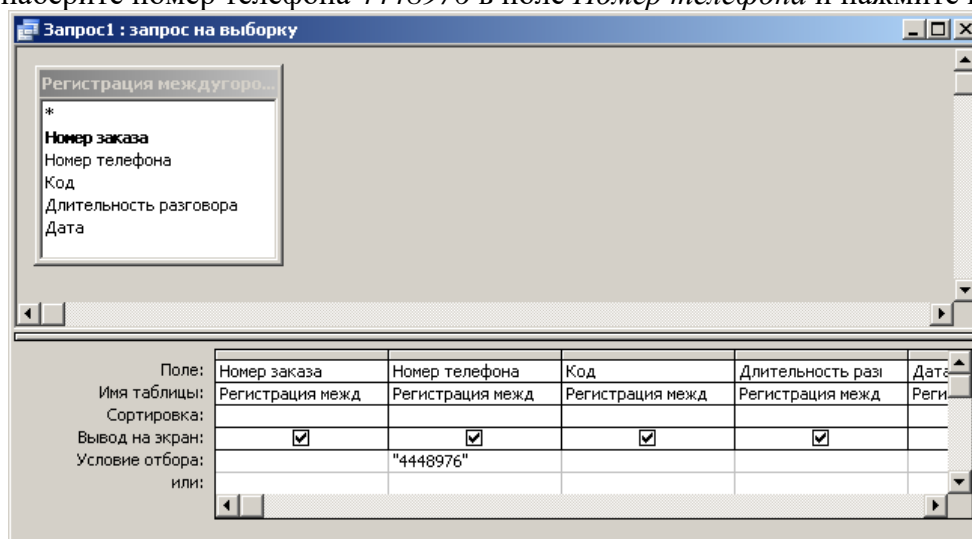 наберите номер телефона 4448976 в поле Номер телефона и нажмите
Запрос1 : запрос на выборку
Регистрация междугоро...
*
Номер заказа
Номер телефона
Код
Длительность разговора
Дата
Поле: Номер заказа Номер телефона Код Длительность разі Дата
Имя таблицы: Регистрация межд Регистрация межд Регистрация межд Регистрация межд Реги
Сортировка:
Вывод на экран:
Условие отбора: "4448976"
или: